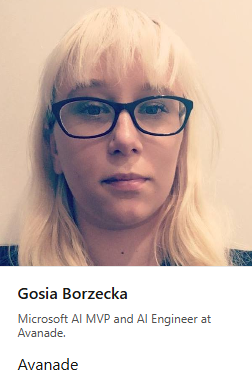 Gosia Borzecka
Microsoft AI MVP and AI Engineer at
Avanade.
Avanade